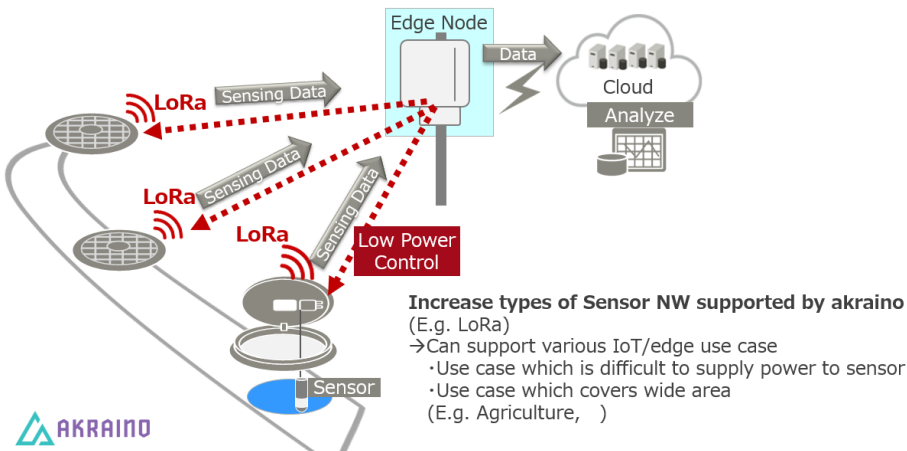 Edge Node
Data
Cloud
Analyze
LoRa
Sensing Data
LoRa
Sensing Data
LoRa
Sensing Data
Low Power
Control
Sensor
Increase types of Sensor NW supported by akraino
(E.g. LoRa)
→Can support various IoT/edge use case
・Use case which is difficult to supply power to sensor
・Use case which covers wide area
(E.g. Agriculture,   )
AKRAINO